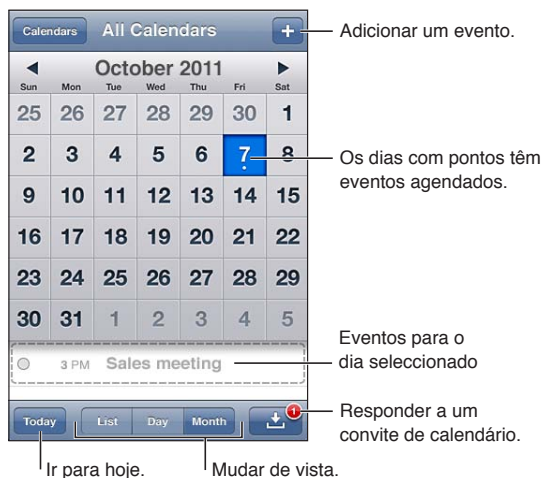 Calendars All Calendars +
Adicionar um evento.
October 2011
Sun Mon Tue Wed Thu Fri Sat
25 26 27 28 29 30 1
2 3 4 5 6 7 8
Os dias com pontos têm
eventos agendados.
9 10 11 12 13 14 15
16 17 18 19 20 21 22
23 24 25 26 27 28 29
30 31 1 2 3 4 5
3 PM Sales meeting
Eventos para o
dia seleccionado
Today List Day Month 1
Responder a um
convite de calendário.
Ir para hoje.
Mudar de vista.